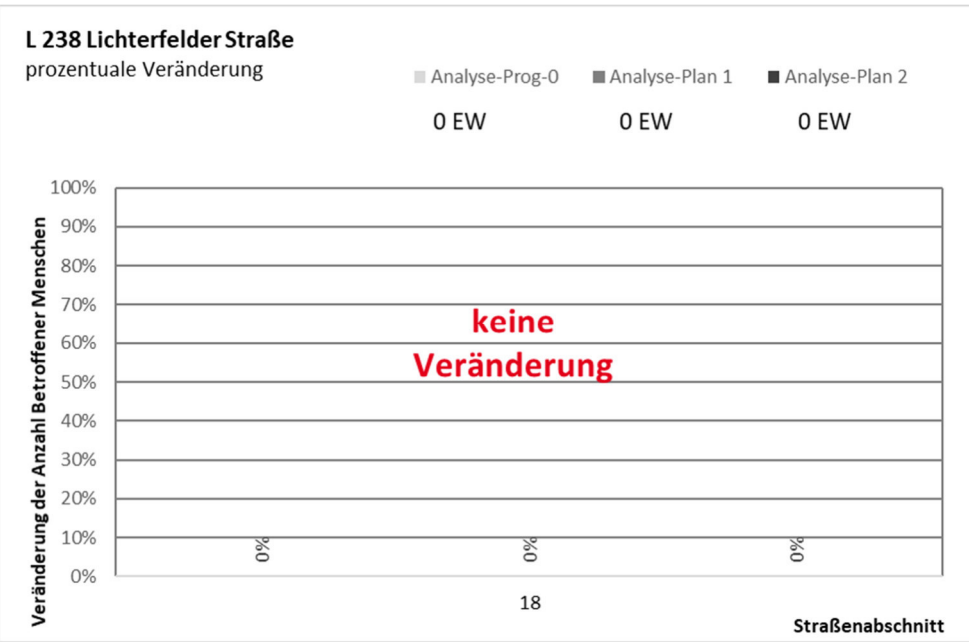 L 238 Lichterfelder Straße
prozentuale Veränderung
Analyse-Prog-0 Analyse-Plan 1 Analyse-Plan 2
0 EW 0 EW 0 EW
Veränderung der Anzahl Betroffener Menschen
100%
90%
80%
70%
60%
50%
40%
30%
20%
10%
0%
keine
Veränderung
0% 0% 0%
18
Straßenabschnitt